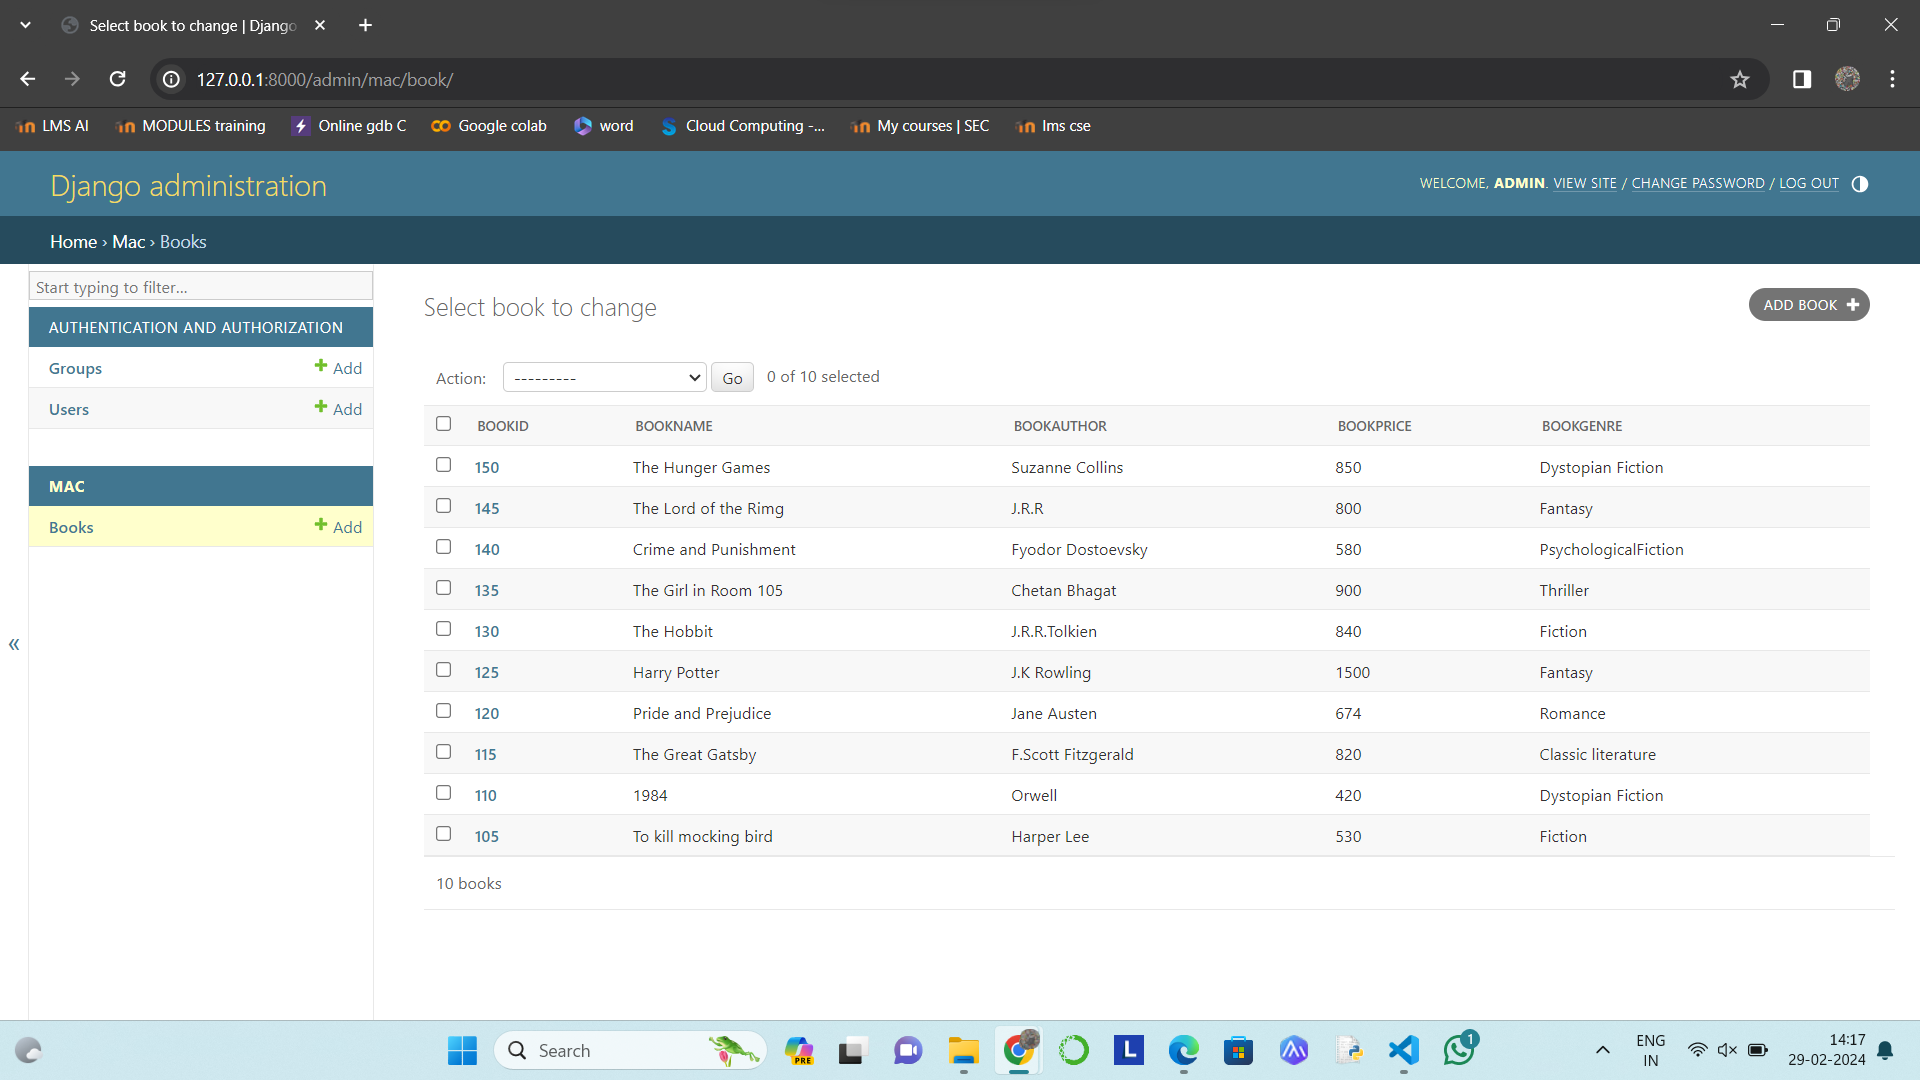 Select book to change | Django
127.0.0.1:8000/admin/mac/book/
LMS AI MODULES training Online gdb C Google colab word Cloud Computing -... My courses | SEC lms cse
Django administration
WELCOME, ADMIN. VIEW SITE / CHANGE PASSWORD / LOG OUT
Home › Mac › Books
Start typing to filter...
AUTHENTICATION AND AUTHORIZATION
Groups Add
Users Add
MAC
Books Add
«
Select book to change
ADD BOOK +
Action: --------- Go 0 of 10 selected
BOOKID BOOKNAME BOOKAUTHOR BOOKPRICE BOOKGENRE
150 The Hunger Games Suzanne Collins 850 Dystopian Fiction
145 The Lord of the Rimg J.R.R 800 Fantasy
140 Crime and Punishment Fyodor Dostoevsky 580 PsychologicalFiction
135 The Girl in Room 105 Chetan Bhagat 900 Thriller
130 The Hobbit J.R.R.Tolkien 840 Fiction
125 Harry Potter J.K Rowling 1500 Fantasy
120 Pride and Prejudice Jane Austen 674 Romance
115 The Great Gatsby F.Scott Fitzgerald 820 Classic literature
110 1984 Orwell 420 Dystopian Fiction
105 To kill mocking bird Harper Lee 530 Fiction
10 books
Search
PRE
L
1
ENG
IN
14:17
29-02-2024